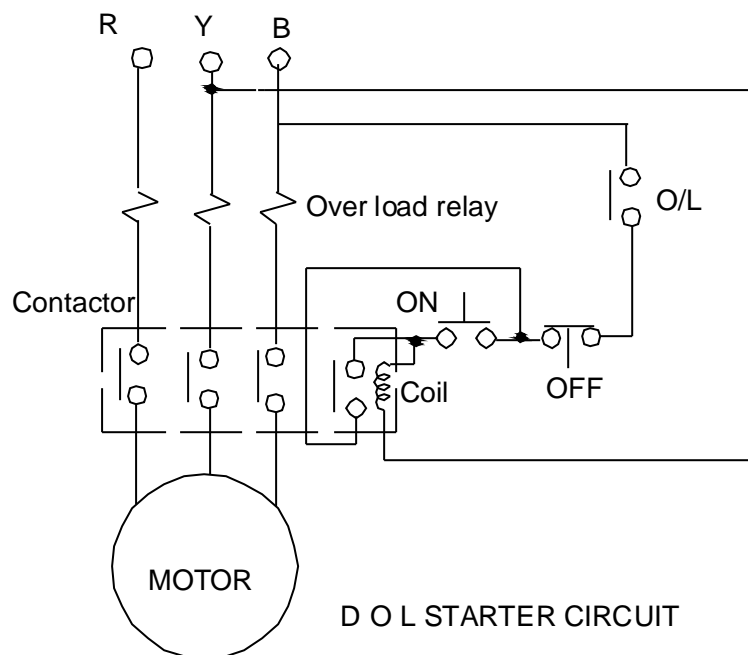 R Y B
O/L
Over load relay
Contactor
ON
OFF
Coil
MOTOR
D O L STARTER CIRCUIT